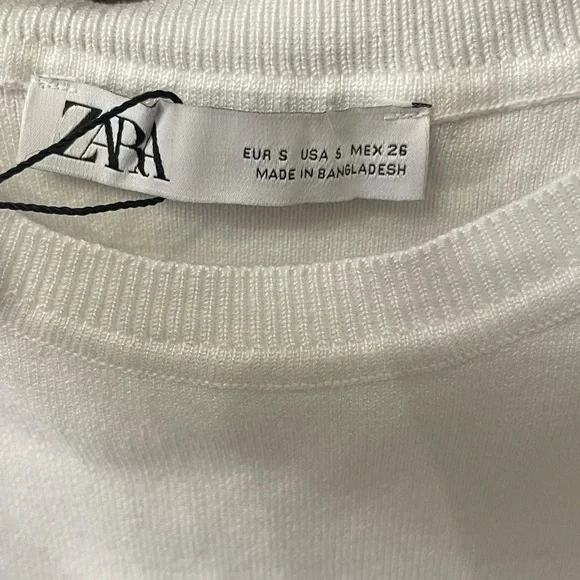 ZARA
EUR S USA S MEX 26
MADE IN BANGLADESH